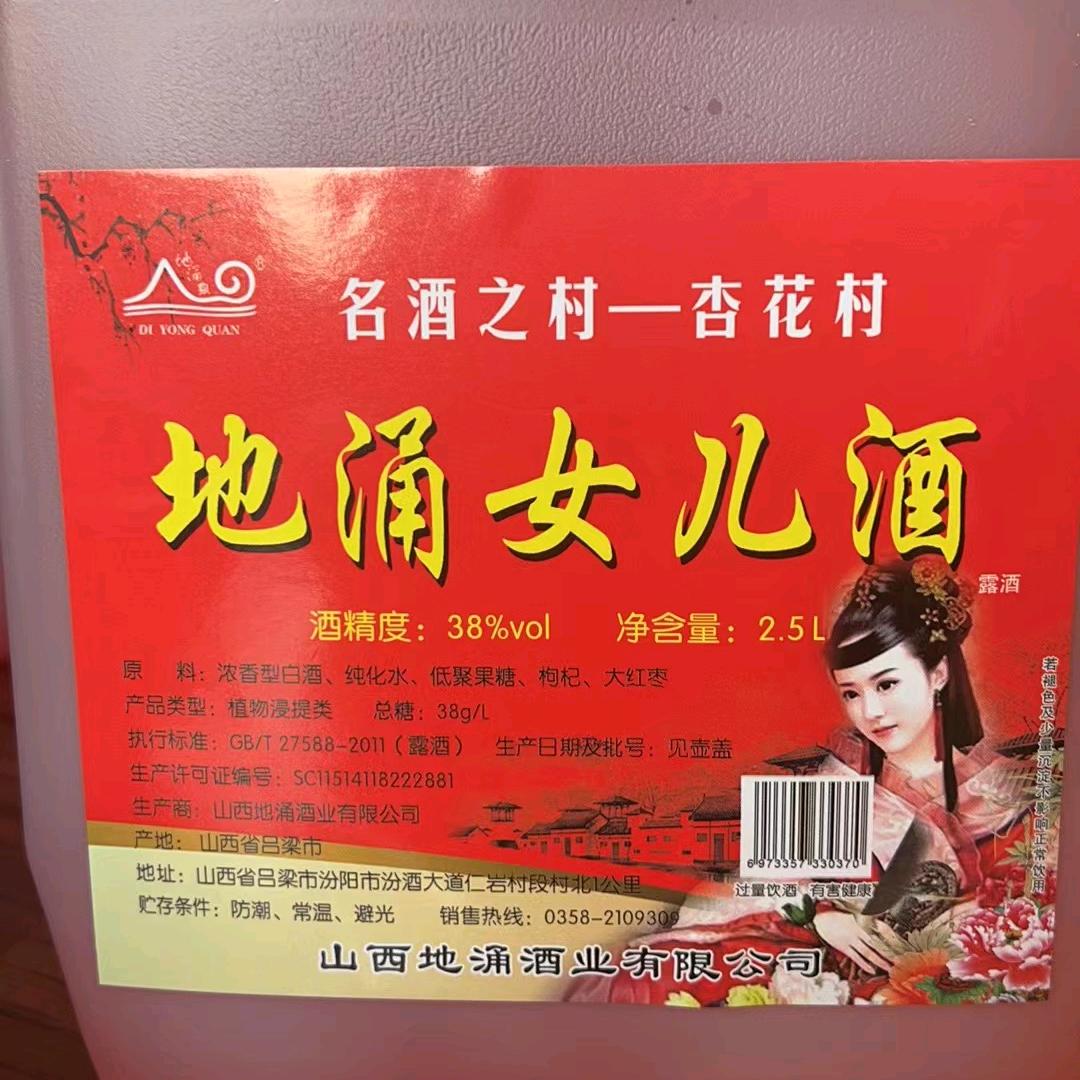 地涌泉®
DI YONG QUAN
名酒之村—杏花村
地涌女儿酒
露酒
酒精度：38%vol 净含量：2.5L
原 料：浓香型白酒、纯化水、低聚果糖、枸杞、大红枣
产品类型：植物浸提类 总糖：38g/L
执行标准：GB/T 27588-2011（露酒） 生产日期及批号：见壶盖
生产许可证编号：SC11514118222881
生产商：山西地涌酒业有限公司
产地：山西省吕梁市
地址：山西省吕梁市汾阳市汾酒大道仁岩村段村北1公里
贮存条件：防潮、常温、避光 销售热线：0358-2109309
山西地涌酒业有限公司
6 973357 330370
过量饮酒 有害健康
若褪色及少量沉淀不影响正常饮用